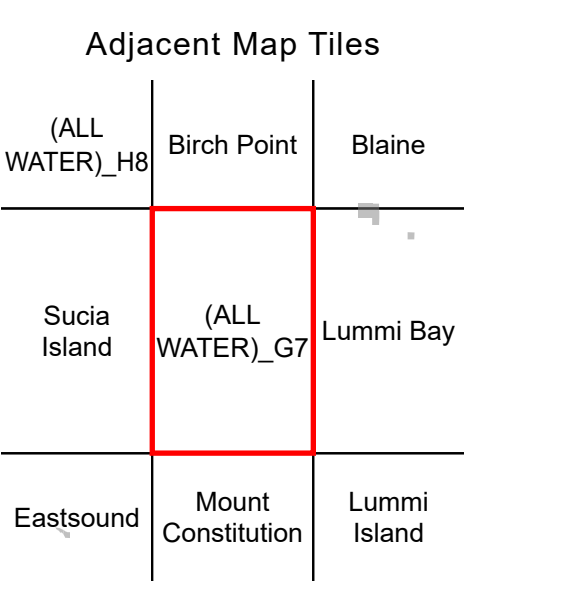 Adjacent Map Tiles
(ALL
WATER)_H8
Birch Point
Blaine
Sucia
Island
(ALL
WATER)_G7
Lummi Bay
Eastsound
Mount
Constitution
Lummi
Island